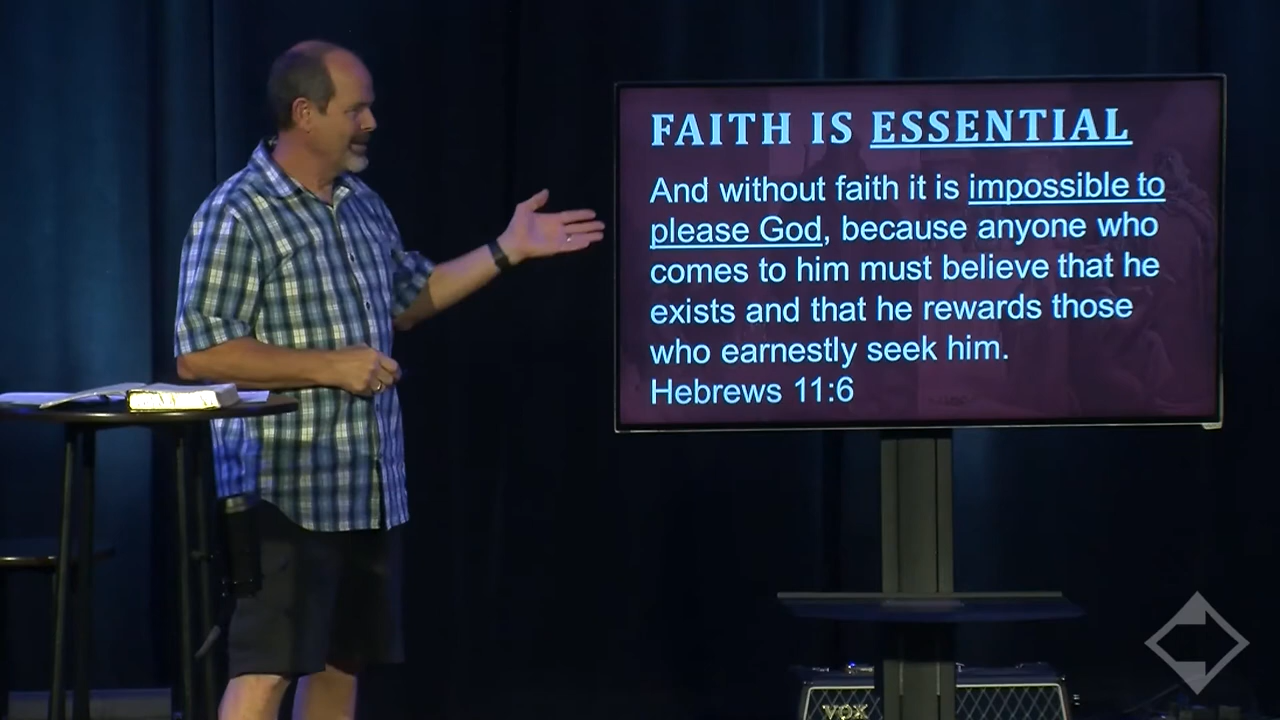 FAITH IS ESSENTIAL
And without faith it is impossible to
please God, because anyone who
comes to him must believe that he
exists and that he rewards those
who earnestly seek him.
Hebrews 11:6
VOX